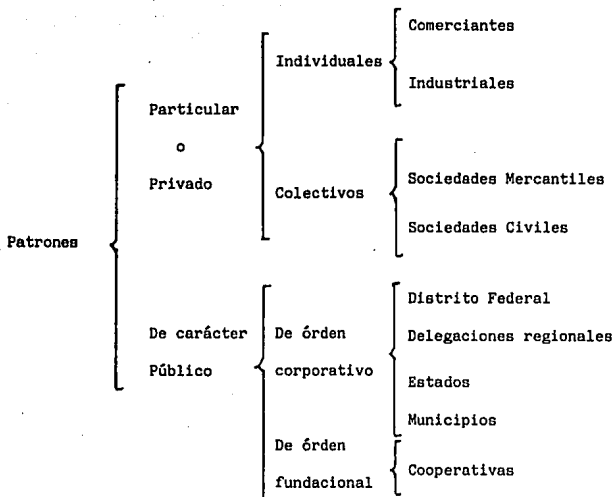 Patrones
Particular
o
Privado
Individuales
Comerciantes
Industriales
Colectivos
Sociedades Mercantiles
Sociedades Civiles
De carácter
Público
De órden
corporativo
Distrito Federal
Delegaciones regionales
Estados
Municipios
De órden
fundacional
Cooperativas